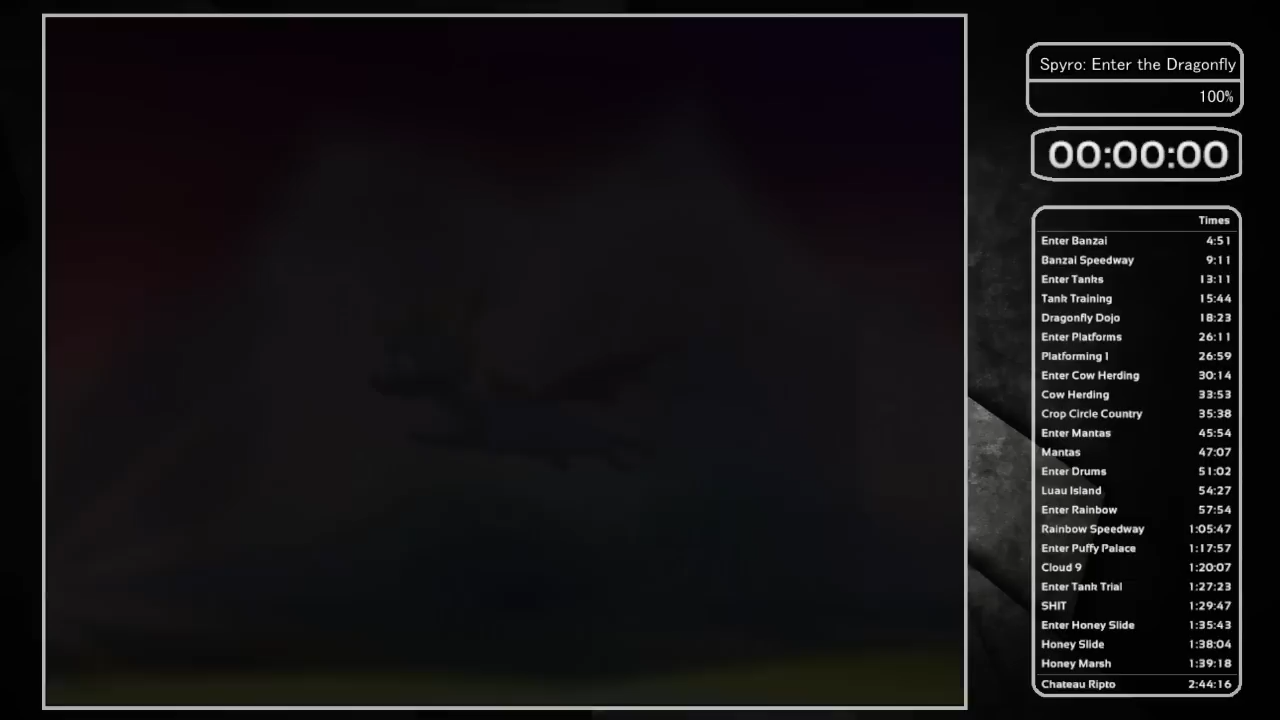 Spyro: Enter the Dragonfly
100%
00:00:00
Times
Enter Banzai 4:51
Banzai Speedway 9:11
Enter Tanks 13:11
Tank Training 15:44
Dragonfly Dojo 18:23
Enter Platforms 26:11
Platforming I 26:59
Enter Cow Herding 30:14
Cow Herding 33:53
Crop Circle Country 35:38
Enter Mantas 45:54
Mantas 47:07
Enter Drums 51:02
Luau Island 54:27
Enter Rainbow 57:54
Rainbow Speedway 1:05:47
Enter Puffy Palace 1:17:57
Cloud 9 1:20:07
Enter Tank Trial 1:27:23
SHIT 1:29:47
Enter Honey Slide 1:35:43
Honey Slide 1:38:04
Honey Marsh 1:39:18
Chateau Ripto 2:44:16